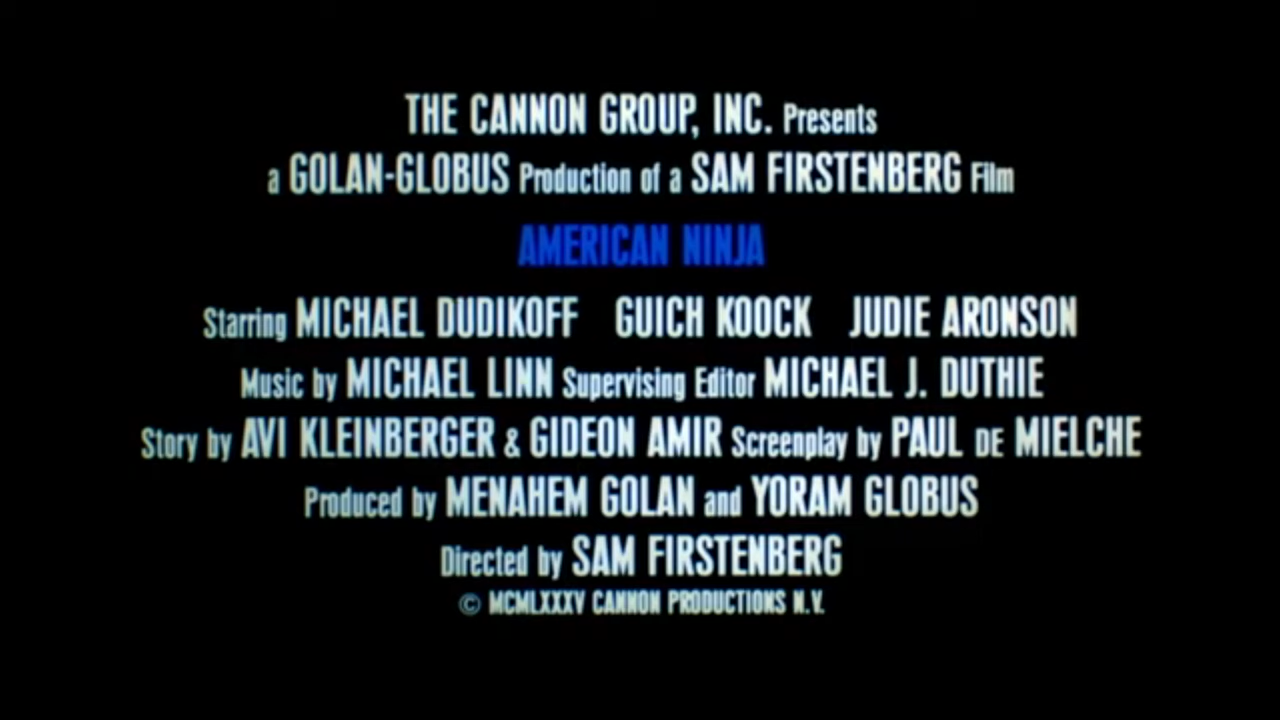 THE CANNON GROUP, INC. Presents
a GOLAN-GLOBUS Production of a SAM FIRSTENBERG Film
AMERICAN NINJA
Starring MICHAEL DUDIKOFF GUICH KOOCK JUDIE ARONSON
Music by MICHAEL LINN Supervising Editor MICHAEL J. DUTHIE
Story by AVI KLEINBERGER & GIDEON AMIR Screenplay by PAUL DE MIELCHE
Produced by MENAHEM GOLAN and YORAM GLOBUS
Directed by SAM FIRSTENBERG
© MCMLXXXV CANNON PRODUCTIONS N.V.